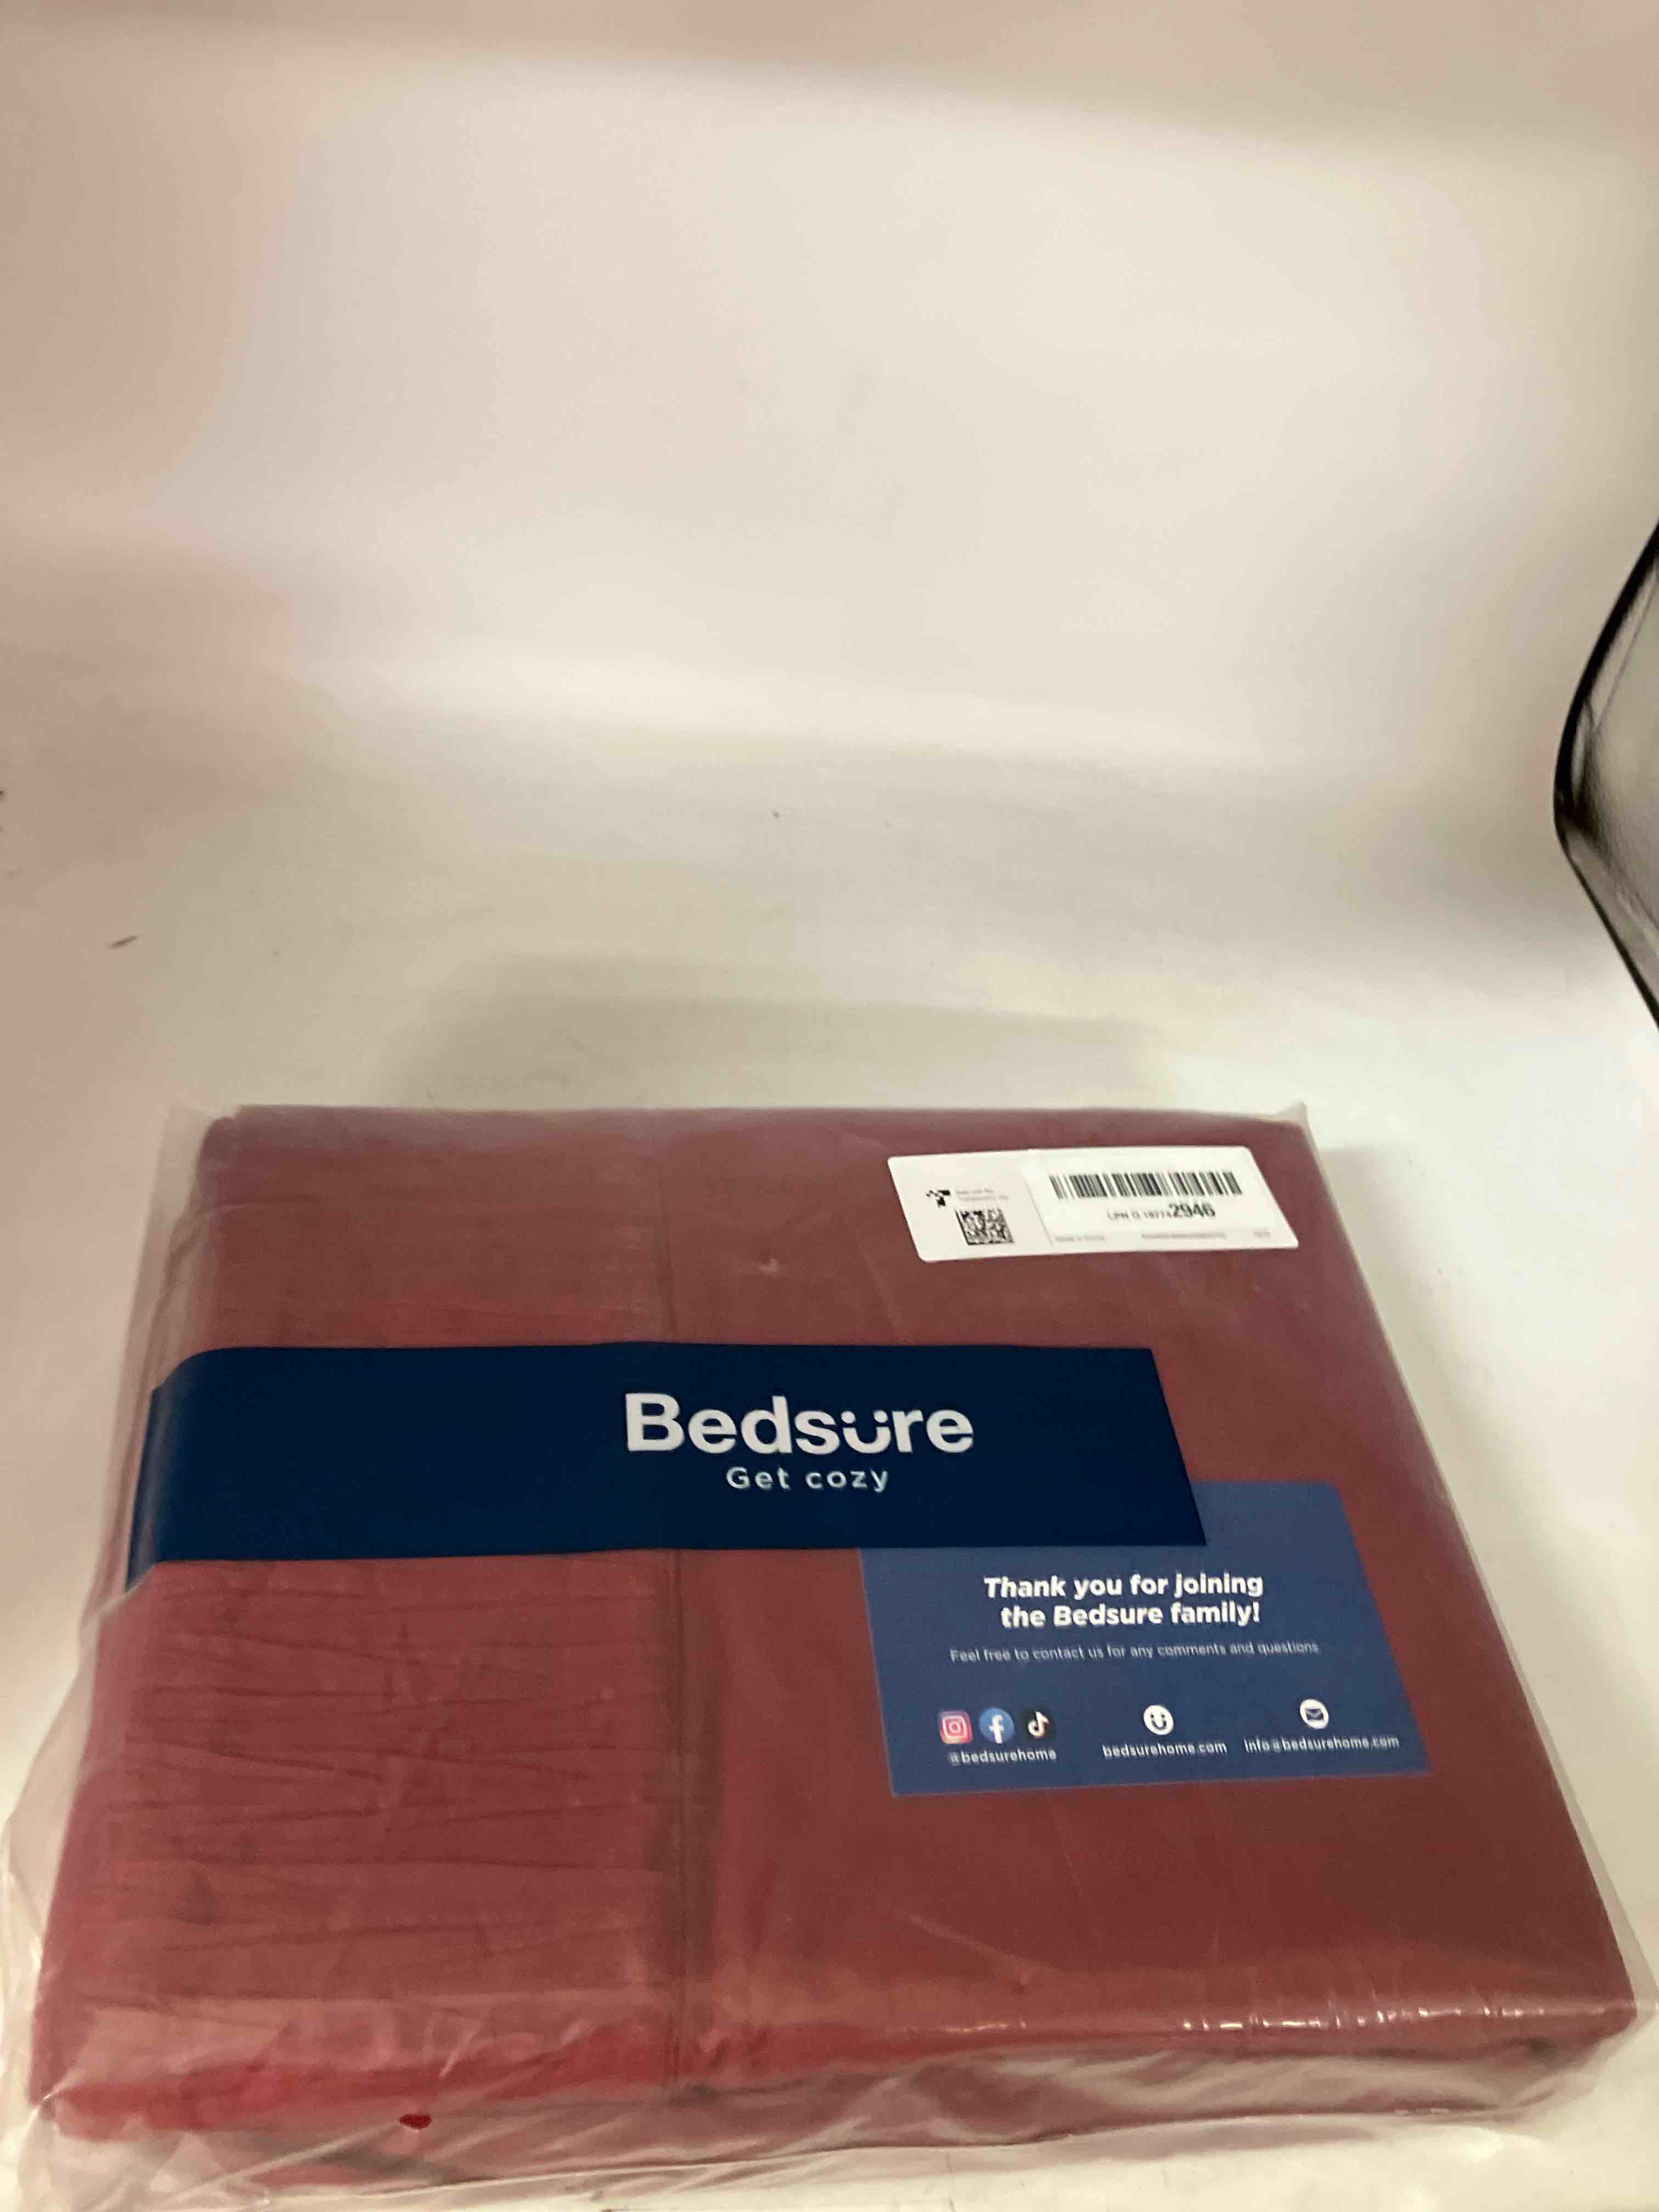 2946
Bedsure
Get cozy
Thank you for joining
the Bedsure family!
Feel free to contact us for any comments and questions.
@bedsurehome
bedsurehome.com
info@bedsurehome.com